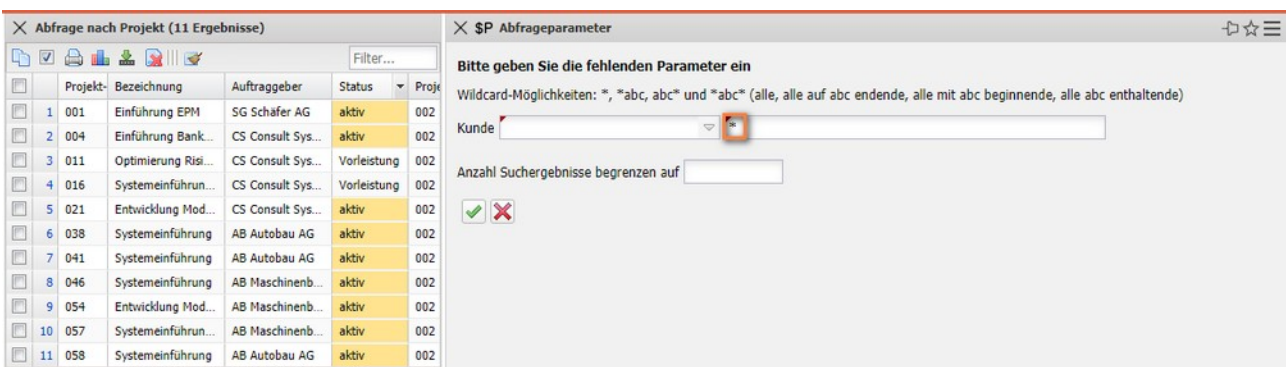 Abfrage nach Projekt (11 Ergebnisse)
Filter...
Projekt- Bezeichnung Auftraggeber Status Proje
1 001 Einführung EPM SG Schäfer AG aktiv 002
2 004 Einführung Bank... CS Consult Sys... aktiv 002
3 011 Optimierung Risi... CS Consult Sys... Vorleistung 002
4 016 Systemeinführun... CS Consult Sys... Vorleistung 002
5 021 Entwicklung Mod... CS Consult Sys... aktiv 002
6 038 Systemeinführung AB Autobau AG aktiv 002
7 041 Systemeinführung AB Autobau AG aktiv 002
8 046 Systemeinführung AB Maschinenb... aktiv 002
9 054 Entwicklung Mod... AB Maschinenb... aktiv 002
10 057 Systemeinführun... AB Maschinenb... aktiv 002
11 058 Systemeinführung AB Autobau AG aktiv 002
$P Abfrageparameter
Bitte geben Sie die fehlenden Parameter ein
Wildcard-Möglichkeiten: *, *abc, abc* und *abc* (alle, alle auf abc endende, alle mit abc beginnende, alle abc enthaltende)
Kunde *
Anzahl Suchergebnisse begrenzen auf